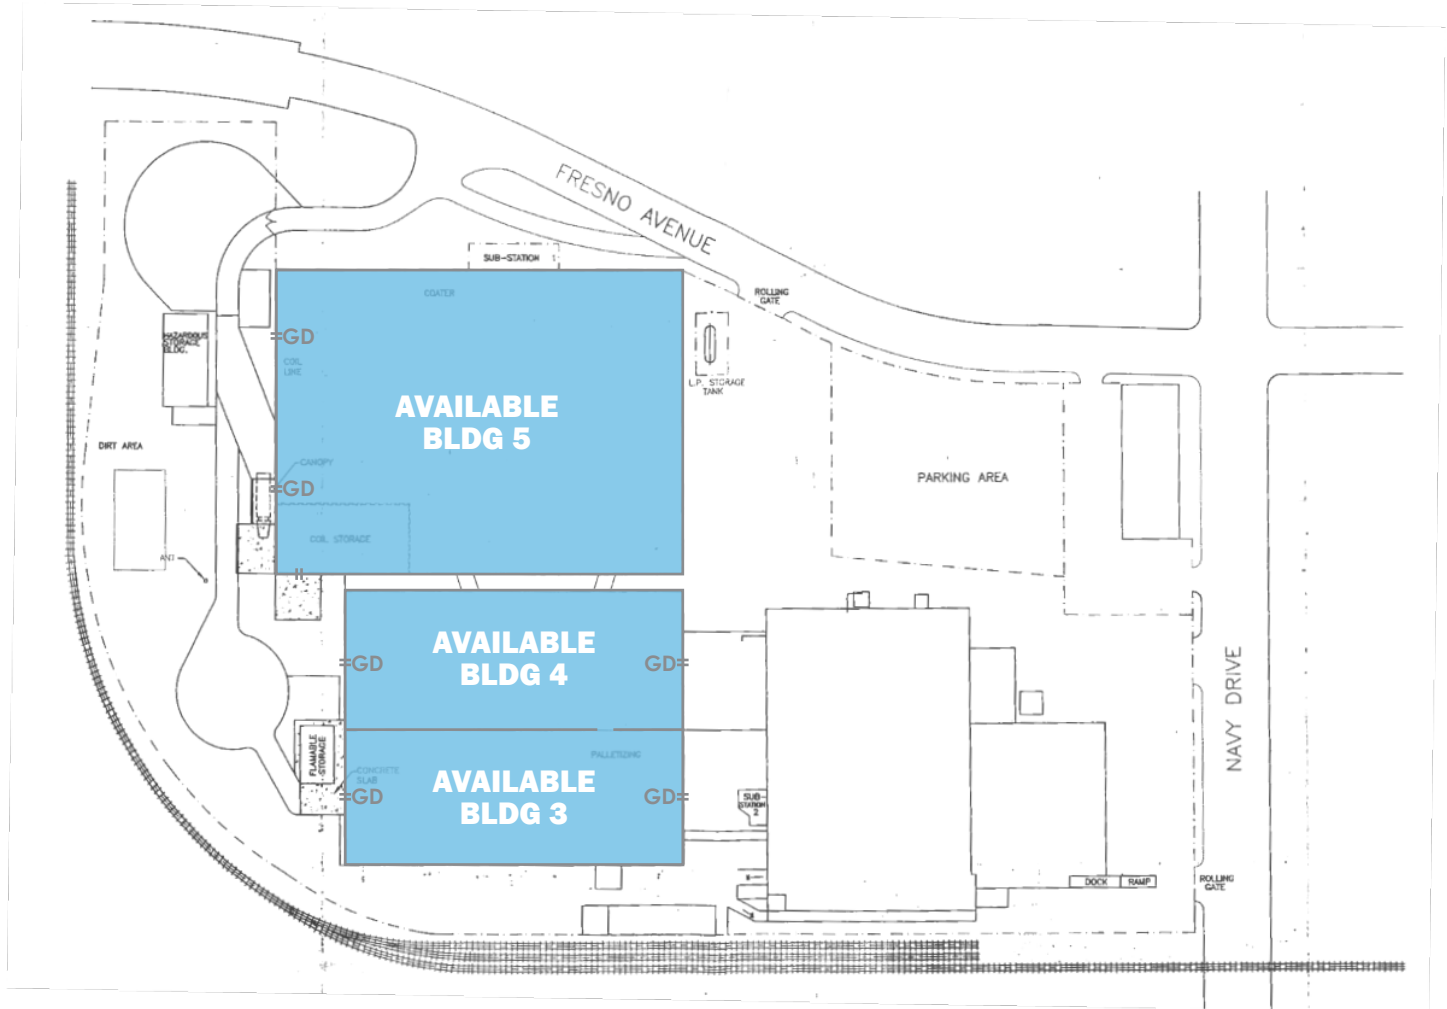 FRESNO AVENUE
SUB-STATION
COATER
ROLLING
GATE
GD
HAZARDOUS
STORAGE
BLDG.
COIL
LINE
L.P. STORAGE
TANK
AVAILABLE
BLDG 5
DIRT AREA
CANOPY
PARKING AREA
GD
COIL STORAGE
ANT
AVAILABLE
BLDG 4
GD
GD
NAVY DRIVE
FLAMABLE
STORAGE
PALLETIZING
CONCRETE
SLAB
AVAILABLE
BLDG 3
GD
GD
SUB-
STATION
2
DOCK
RAMP
ROLLING
GATE